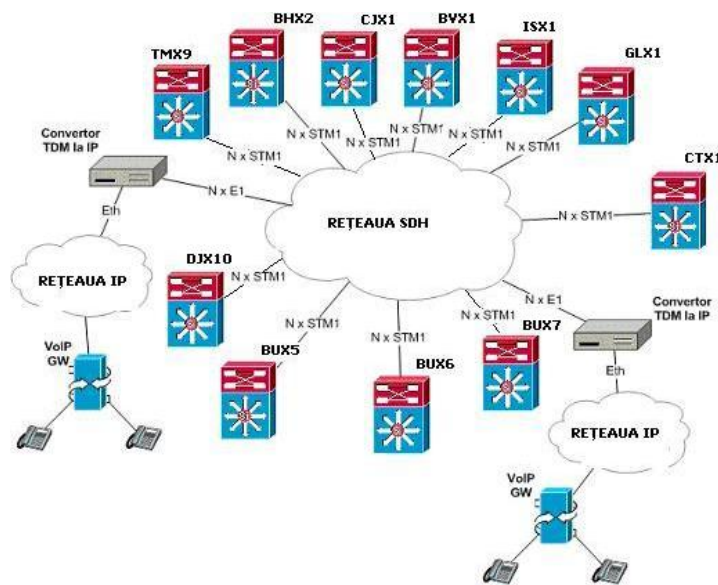 BHX2
CJX1
BVX1
ISX1
TMX9
GLX1
N x STM1
N x STM1
N x STM1
N x STM1
N x STM1
N x STM1
Convertor
TDM la IP
CTX1
N x E1
Eth
REȚEAUA SDH
N x STM1
REȚEAUA IP
DJX10
N x STM1
N x E1
Convertor
TDM la IP
N x STM1
N x STM1
N x STM1
VoIP
GW
BUX5
BUX6
BUX7
Eth
REȚEAUA IP
VoIP
GW